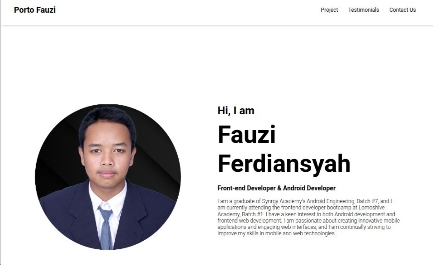 Porto Fauzi
Project Testimonials Contact Us
Hi, I am
Fauzi
Ferdiansyah
Front-end Developer & Android Developer
I am a graduate of Synrgy Academy's Android Engineering, Batch #7, and I
am currently attending the frontend developer bootcamp at Lumoshive
Academy, Batch #1. I have a keen interest in both Android development and
frontend web development. I am passionate about creating innovative mobile
applications and engaging web interfaces, and I am continually striving to
improve my skills in mobile and web technologies.